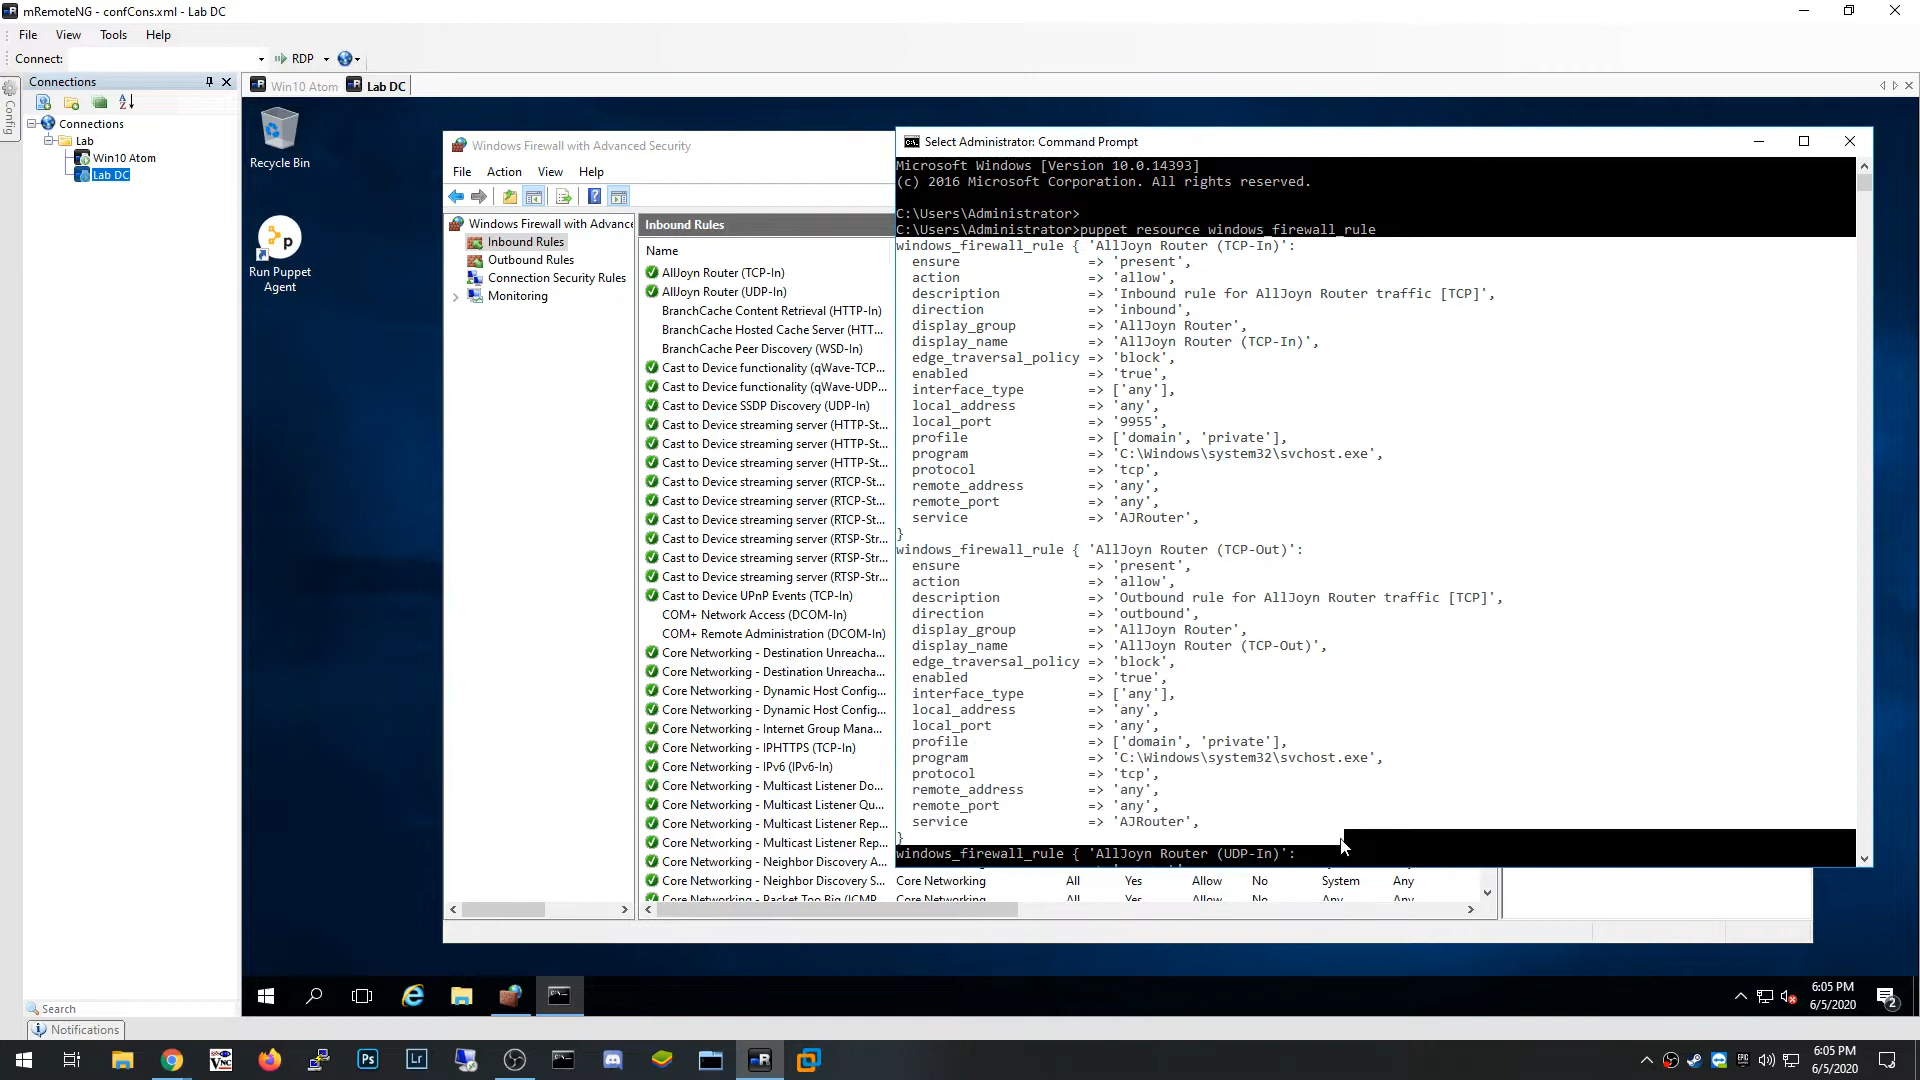 mRemoteNG - confCons.xml - Lab DC
File View Tools Help
Connect: RDP
Connections
Config
Connections
Lab
Win10 Atom
Lab DC
Search
Notifications
Win10 Atom Lab DC
Recycle Bin
Run Puppet
Agent
Windows Firewall with Advanced Security
File Action View Help
Windows Firewall with Advance
Inbound Rules
Outbound Rules
Connection Security Rules
Monitoring
Inbound Rules
Name
AllJoyn Router (TCP-In)
AllJoyn Router (UDP-In)
BranchCache Content Retrieval (HTTP-In)
BranchCache Hosted Cache Server (HTT...
BranchCache Peer Discovery (WSD-In)
Cast to Device functionality (qWave-TCP...
Cast to Device functionality (qWave-UDP...
Cast to Device SSDP Discovery (UDP-In)
Cast to Device streaming server (HTTP-St...
Cast to Device streaming server (HTTP-St...
Cast to Device streaming server (HTTP-St...
Cast to Device streaming server (RTCP-St...
Cast to Device streaming server (RTCP-St...
Cast to Device streaming server (RTCP-St...
Cast to Device streaming server (RTSP-Str...
Cast to Device streaming server (RTSP-Str...
Cast to Device streaming server (RTSP-Str...
Cast to Device UPnP Events (TCP-In)
COM+ Network Access (DCOM-In)
COM+ Remote Administration (DCOM-In)
Core Networking - Destination Unreacha...
Core Networking - Destination Unreacha...
Core Networking - Dynamic Host Config...
Core Networking - Dynamic Host Config...
Core Networking - Internet Group Mana...
Core Networking - IPHTTPS (TCP-In)
Core Networking - IPv6 (IPv6-In)
Core Networking - Multicast Listener Do...
Core Networking - Multicast Listener Qu...
Core Networking - Multicast Listener Rep...
Core Networking - Multicast Listener Rep...
Core Networking - Neighbor Discovery A...
Core Networking - Neighbor Discovery S... Core Networking All Yes Allow No System Any
Core Networking - Packet Too Big (ICMP... Core Networking All Yes Allow No Any Any
Select Administrator: Command Prompt
Microsoft Windows [Version 10.0.14393]
(c) 2016 Microsoft Corporation. All rights reserved.
C:\Users\Administrator>
C:\Users\Administrator>puppet resource windows_firewall_rule
windows_firewall_rule { 'AllJoyn Router (TCP-In)':
ensure => 'present',
action => 'allow',
description => 'Inbound rule for AllJoyn Router traffic [TCP]',
direction => 'inbound',
display_group => 'AllJoyn Router',
display_name => 'AllJoyn Router (TCP-In)',
edge_traversal_policy => 'block',
enabled => 'true',
interface_type => ['any'],
local_address => 'any',
local_port => '9955',
profile => ['domain', 'private'],
program => 'C:\Windows\system32\svchost.exe',
protocol => 'tcp',
remote_address => 'any',
remote_port => 'any',
service => 'AJRouter',
}
windows_firewall_rule { 'AllJoyn Router (TCP-Out)':
ensure => 'present',
action => 'allow',
description => 'Outbound rule for AllJoyn Router traffic [TCP]',
direction => 'outbound',
display_group => 'AllJoyn Router',
display_name => 'AllJoyn Router (TCP-Out)',
edge_traversal_policy => 'block',
enabled => 'true',
interface_type => ['any'],
local_address => 'any',
local_port => 'any',
profile => ['domain', 'private'],
program => 'C:\Windows\system32\svchost.exe',
protocol => 'tcp',
remote_address => 'any',
remote_port => 'any',
service => 'AJRouter',
}
windows_firewall_rule { 'AllJoyn Router (UDP-In)':
6:05 PM
6/5/2020
2
Ps
Lr
6:05 PM
6/5/2020